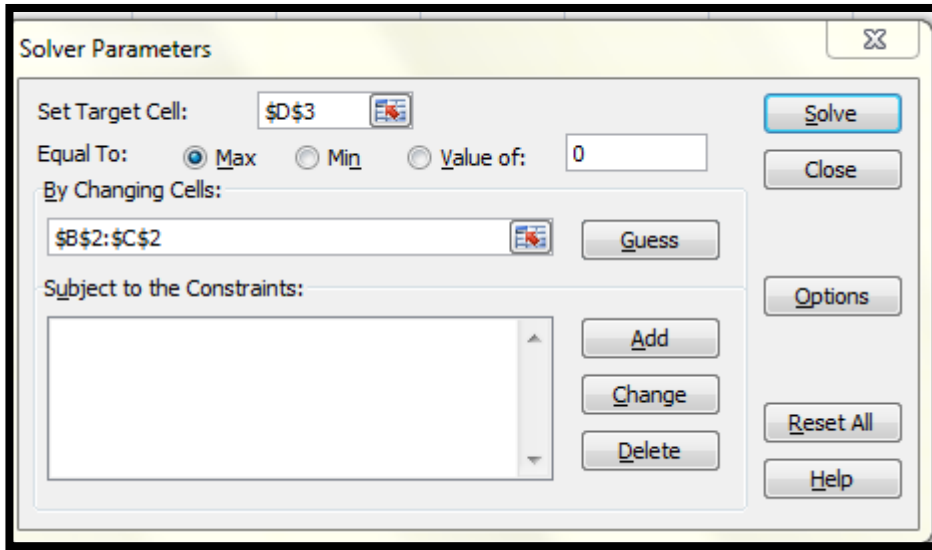 Solver Parameters
Set Target Cell: $D$3 Solve
Equal To: Max Min Value of: 0 Close
By Changing Cells:
$B$2:$C$2 Guess
Subject to the Constraints: Options
Add
Change
Reset All
Delete
Help